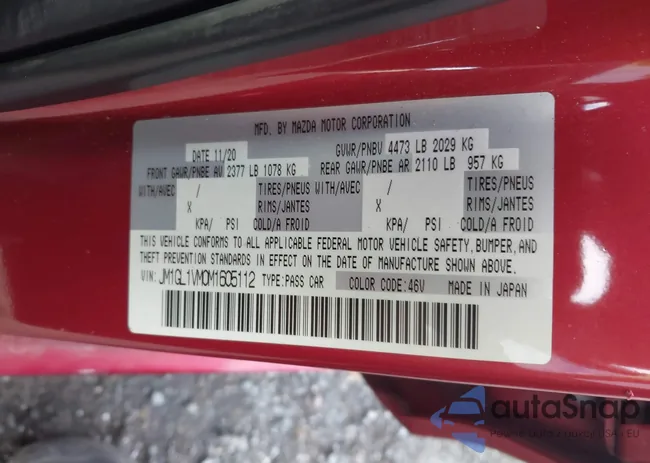 MFD. BY MAZDA MOTOR CORPORATION
DATE 11/20 GVWR/PNBV 4473 LB 2029 KG
FRONT GAWR/PNBE AV 2377 LB 1078 KG REAR GAWR/PNBE AR 2110 LB 957 KG
WITH/AVEC / TIRES/PNEUS WITH/AVEC / TIRES/PNEUS
X RIMS/JANTES X RIMS/JANTES
KPA/ PSI COLD/A FROID KPA/ PSI COLD/A FROID
THIS VEHICLE CONFORMS TO ALL APPLICABLE FEDERAL MOTOR VEHICLE SAFETY, BUMPER, AND
THEFT PREVENTION STANDARDS IN EFFECT ON THE DATE OF MANUFACTURE SHOWN ABOVE.
VIN: JM1GL1VM0M1605112 TYPE:PASS CAR COLOR CODE:46V MADE IN JAPAN
autoSnap